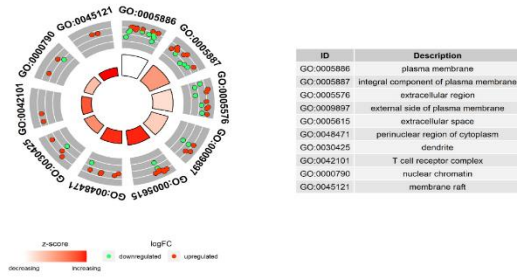 GO:0045121
GO:0005886
GO:0000790
GO:0005887
GO:0042101
GO:0005576
GO:0030425
GO:0009897
GO:0048471
GO:0005615
z-score
decreasing
increasing
logFC
downregulated
upregulated
ID Description
GO:0005886 plasma membrane
GO:0005887 integral component of plasma membrane
GO:0005576 extracellular region
GO:0009897 external side of plasma membrane
GO:0005615 extracellular space
GO:0048471 perinuclear region of cytoplasm
GO:0030425 dendrite
GO:0042101 T cell receptor complex
GO:0000790 nuclear chromatin
GO:0045121 membrane raft